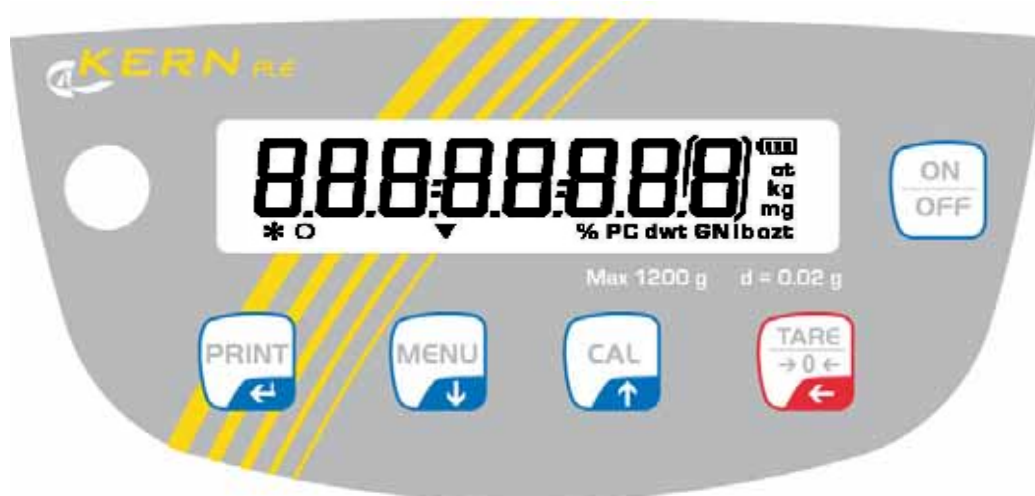 KERN ALE
8.8.8:8.8:8.8.(8)
ct
kg
mg
* O ▼ % PC dwt GN lb ozt
ON
OFF
Max 1200 g d = 0.02 g
PRINT
MENU
CAL
TARE
→ 0 ←